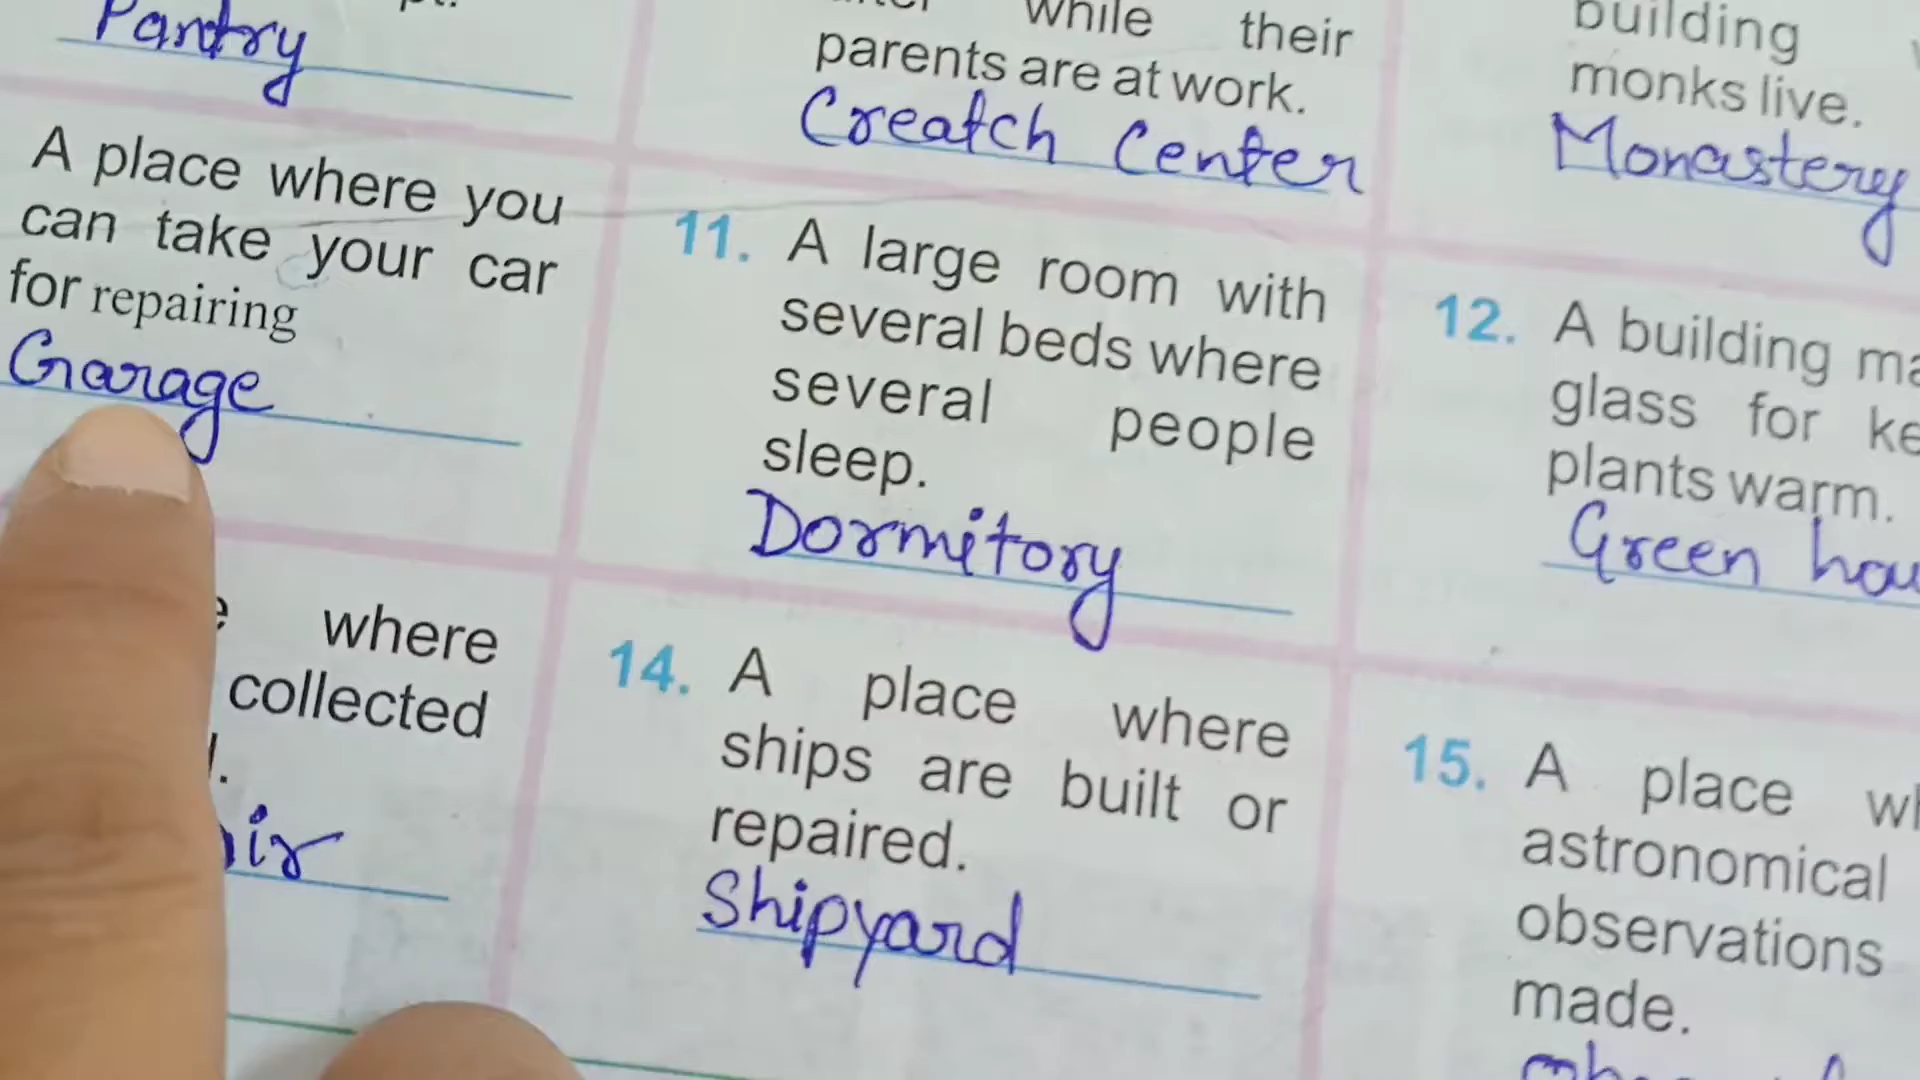 Pantry
A place where you
can take your car
for repairing
Garage
where
collected
while their
parents are at work.
Creatch Center
11. A large room with
several beds where
several people
sleep.
Dormitory
14. A place where
ships are built or
repaired.
Shipyard
building
monks live.
Monastery
12. A building
glass for
plants warm.
Green
15. A place
astronomical
observations
made.